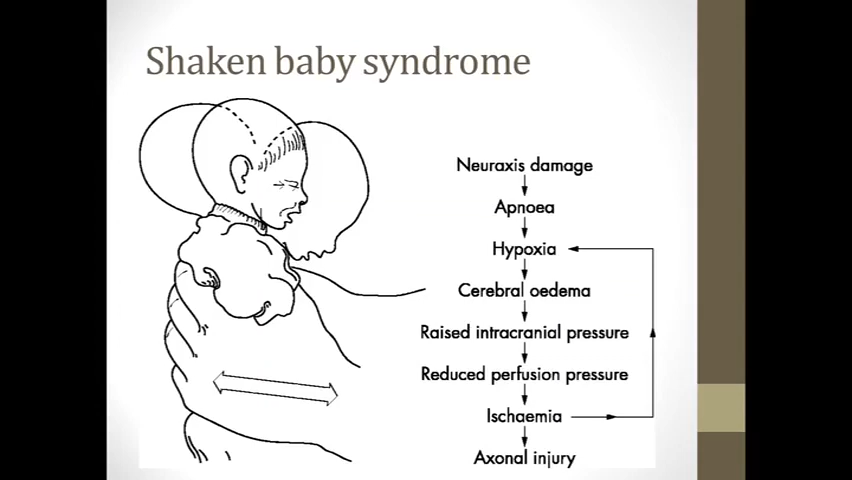 Shaken baby syndrome
Neuraxis damage
Apnoea
Hypoxia
Cerebral oedema
Raised intracranial pressure
Reduced perfusion pressure
Ischaemia
Axonal injury